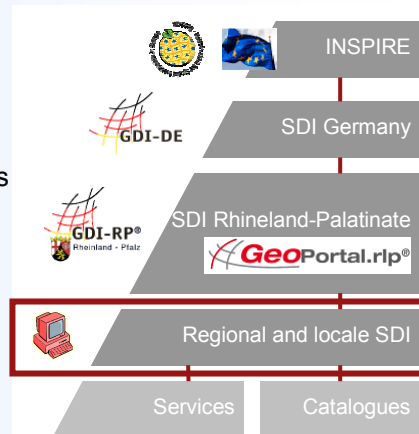 INSPIRE
GDI-DE
SDI Germany
s
SDI Rhineland-Palatinate
GDI-RP®
Rheinland - Pfalz
GeoPortal.rlp®
Regional and locale SDI
Services
Catalogues